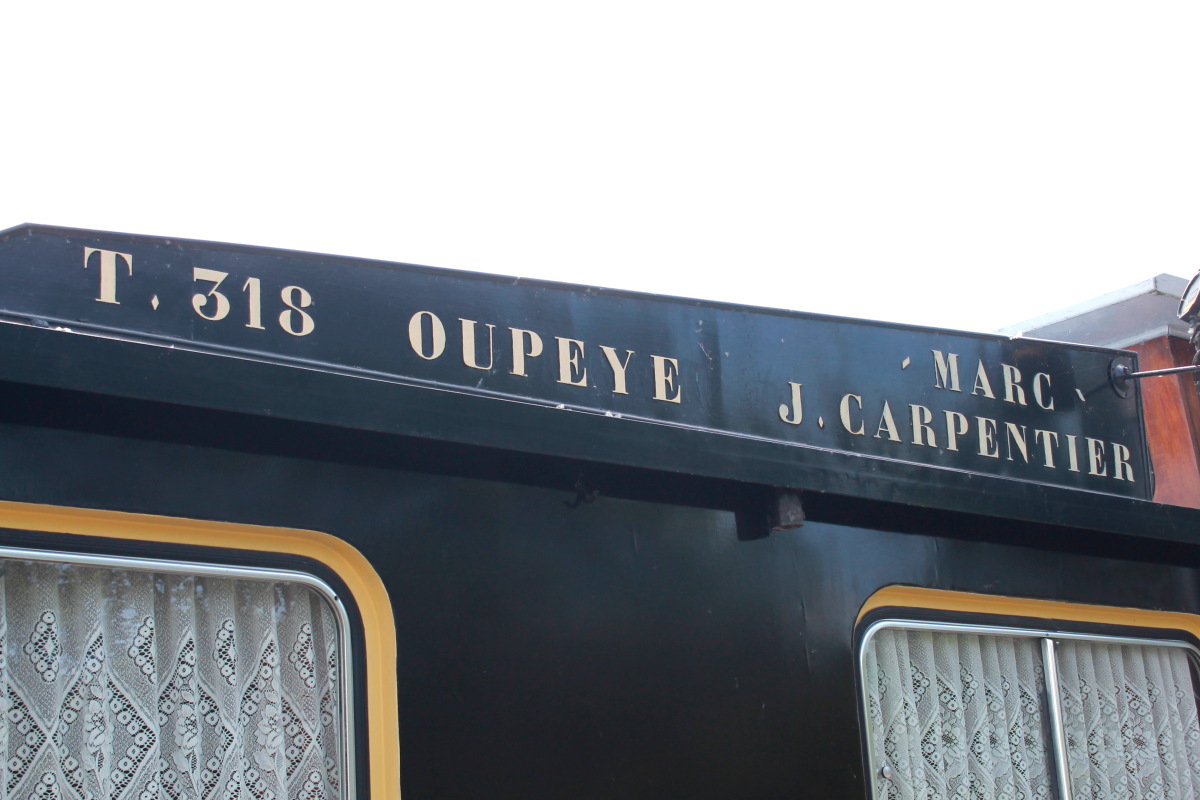 T. 318 OUPEYE
MARC
J. CARPENTIER